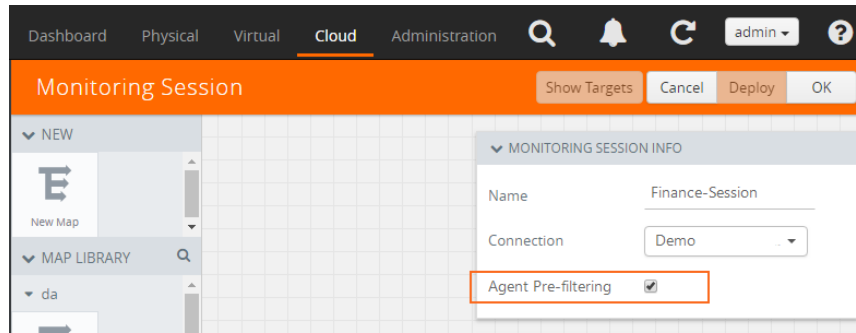 Dashboard Physical Virtual Cloud Administration admin
Monitoring Session Show Targets Cancel Deploy OK
NEW
MONITORING SESSION INFO
New Map
Name Finance-Session
Connection Demo
MAP LIBRARY
Agent Pre-filtering
da